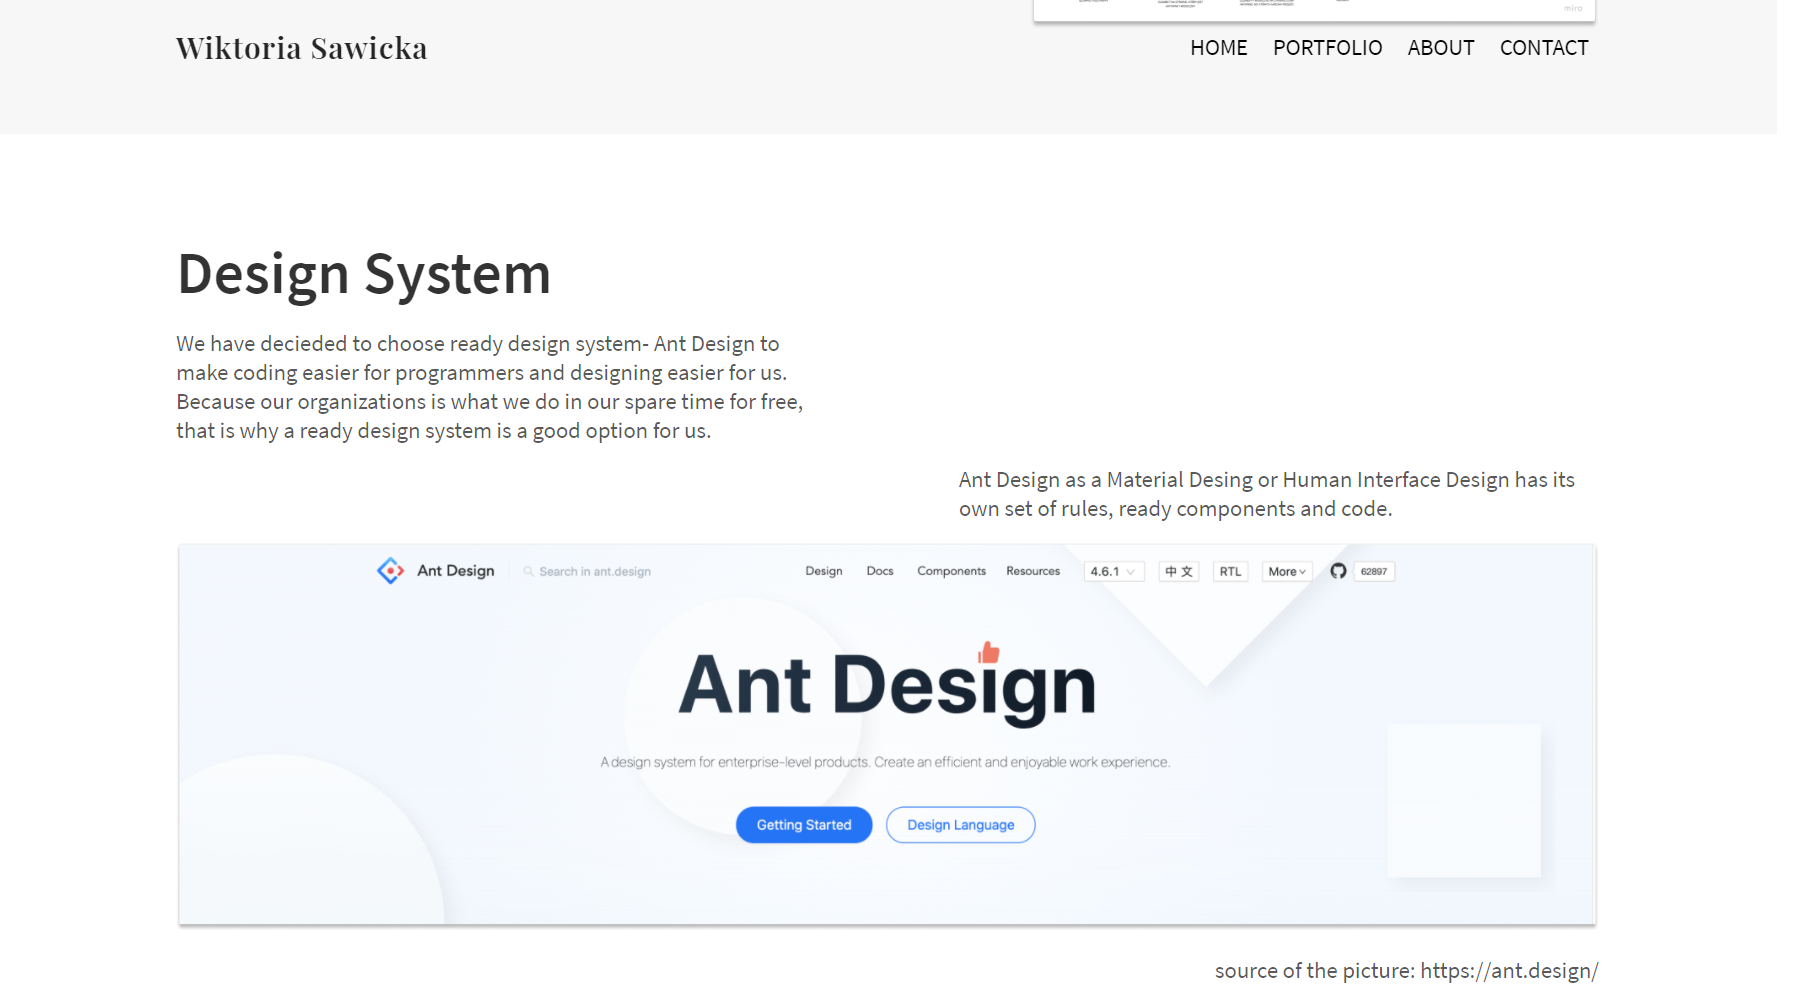 miro
Wiktoria Sawicka
HOME PORTFOLIO ABOUT CONTACT
Design System
We have decieded to choose ready design system- Ant Design to
make coding easier for programmers and designing easier for us.
Because our organizations is what we do in our spare time for free,
that is why a ready design system is a good option for us.
Ant Design as a Material Desing or Human Interface Design has its
own set of rules, ready components and code.
Ant Design Search in ant.design Design Docs Components Resources 4.6.1 中 文 RTL More 62897
Ant Design
A design system for enterprise-level products. Create an efficient and enjoyable work experience.
Getting Started Design Language
source of the picture: https://ant.design/